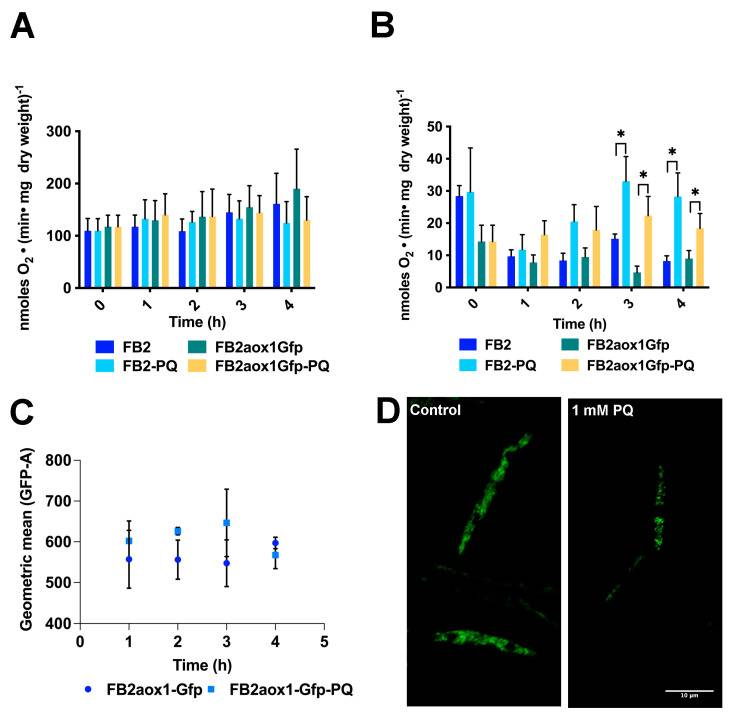 A
nmoles O2 • (min• mg dry weight)-1
300
200
100
0
0
1
2
3
4
Time (h)
FB2
FB2aox1Gfp
FB2-PQ
FB2aox1Gfp-PQ
B
nmoles O2 • (min• mg dry weight)-1
50
40
30
20
10
0
*
*
*
*
0
1
2
3
4
Time (h)
FB2
FB2aox1Gfp
FB2-PQ
FB2aox1Gfp-PQ
C
Geometric mean (GFP-A)
800
700
600
500
400
0
1
2
3
4
5
Time (h)
FB2aox1-Gfp
FB2aox1-Gfp-PQ
D
Control
1 mM PQ
10 µm